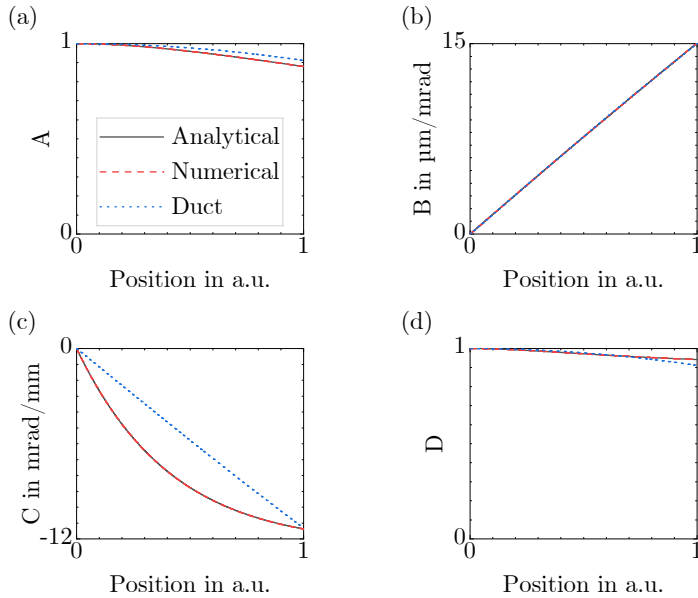 (a)
1
A
Analytical
Numerical
Duct
0
0
1
Position in a.u.
(b)
15
B in μm/mrad
0
0
1
Position in a.u.
(c)
0
C in mrad/mm
-12
0
1
Position in a.u.
(d)
1
D
0
0
1
Position in a.u.